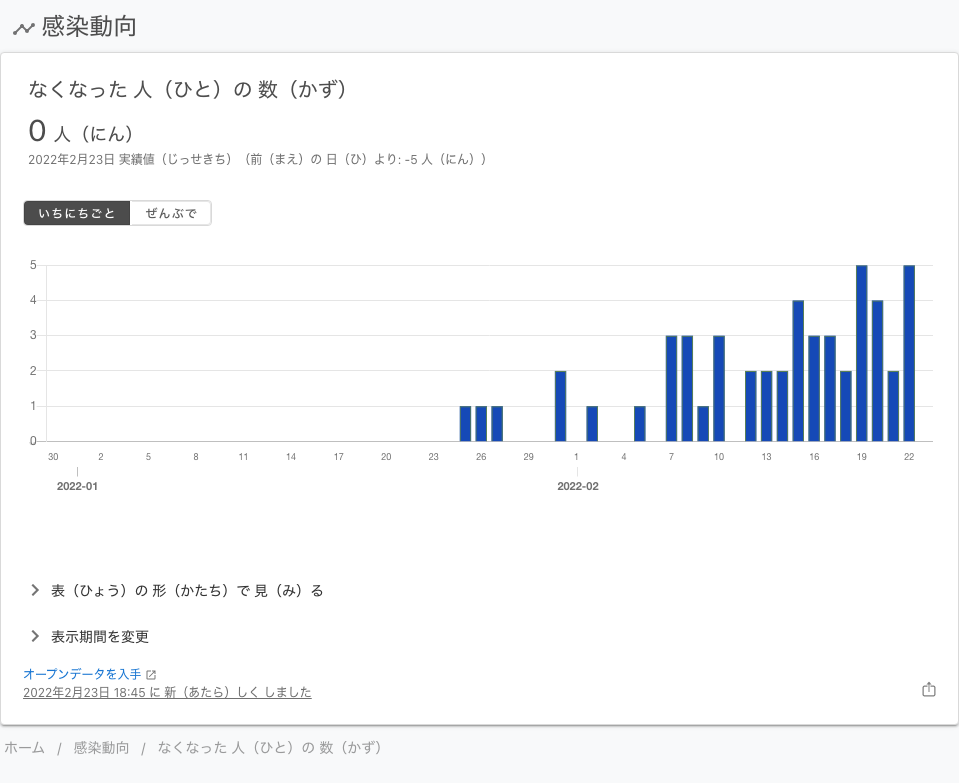 感染動向
なくなった 人（ひと）の 数（かず）
0 人（にん）
2022年2月23日 実績値（じっせきち）（前（まえ）の 日（ひ）より: -5 人（にん））
いちにちごと ぜんぶで
5
4
3
2
1
0
30 2 5 8 11 14 17 20 23 26 29 1 4 7 10 13 16 19 22
2022-01 2022-02
表（ひょう）の 形（かたち）で 見（み）る
表示期間を変更
オープンデータを入手
2022年2月23日 18:45 に 新（あたら）しく しました
ホーム / 感染動向 / なくなった 人（ひと）の 数（かず）